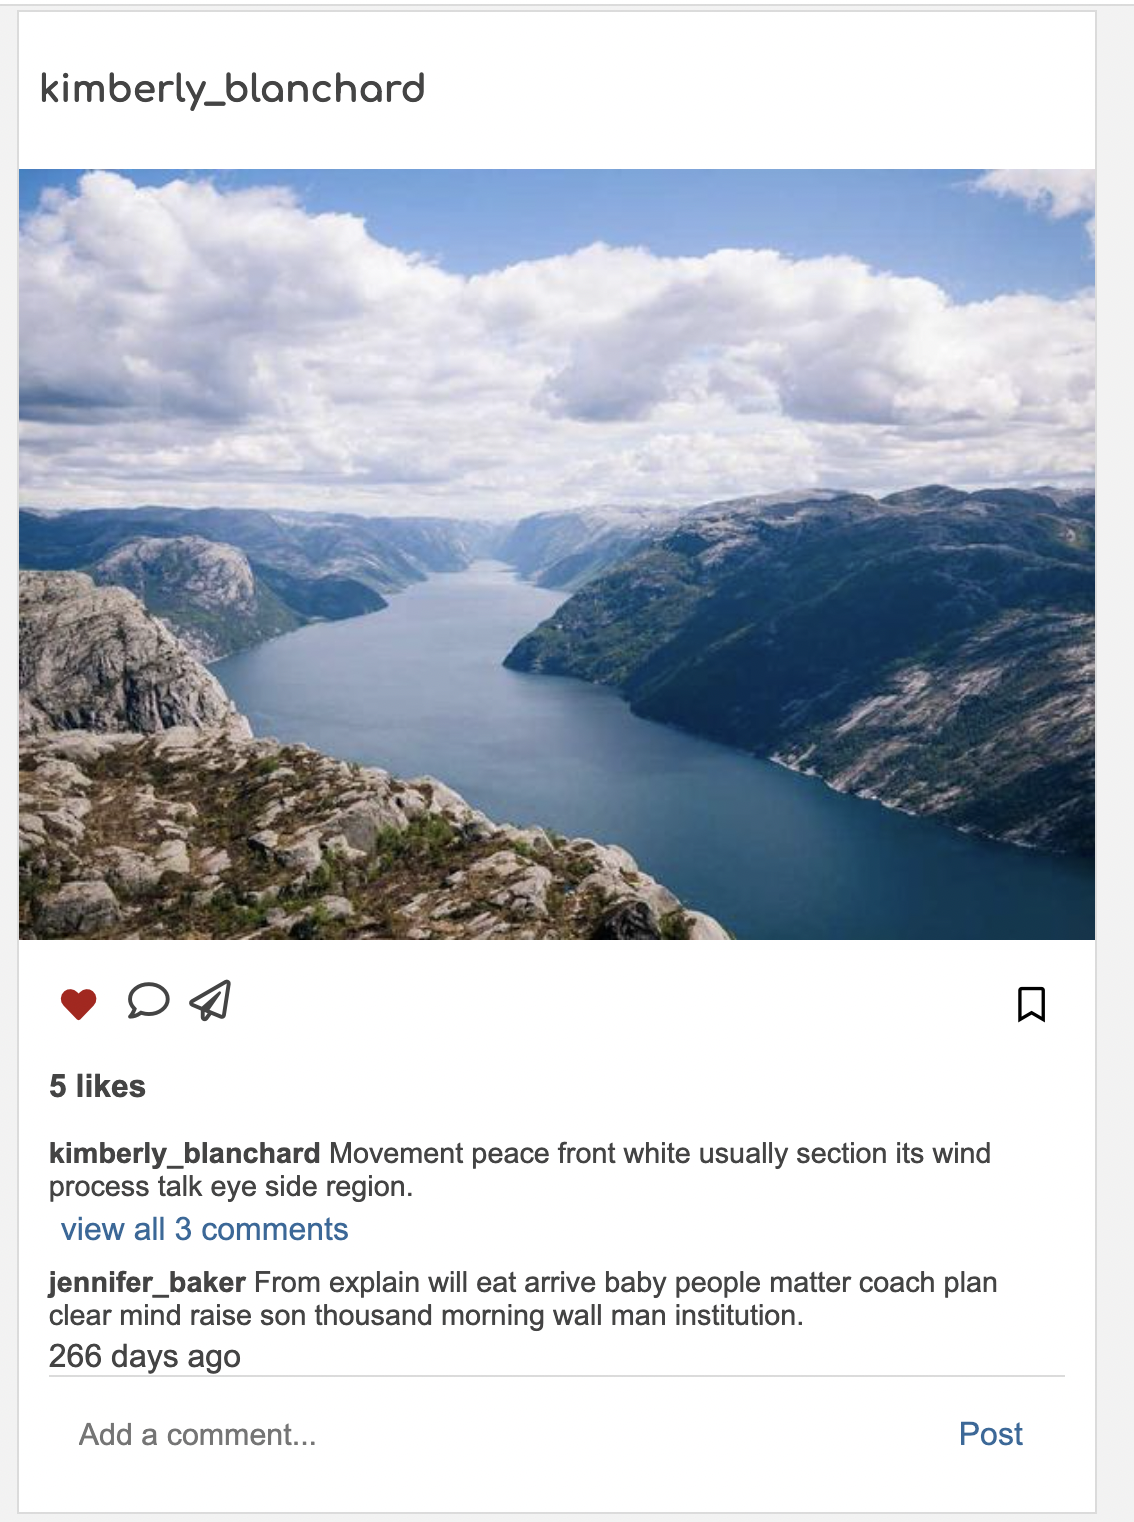 kimberly_blanchard
5 likes
kimberly_blanchard Movement peace front white usually section its wind
process talk eye side region.
view all 3 comments
jennifer_baker From explain will eat arrive baby people matter coach plan
clear mind raise son thousand morning wall man institution.
266 days ago
Add a comment...
Post